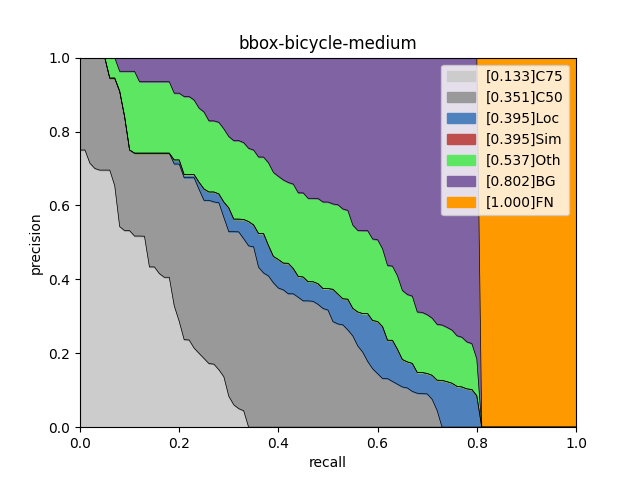 bbox-bicycle-medium
1.0
0.8
0.6
0.4
0.2
0.0
precision
[0.133]C75
[0.351]C50
[0.395]Loc
[0.395]Sim
[0.537]Oth
[0.802]BG
[1.000]FN
0.0 0.2 0.4 0.6 0.8 1.0
recall